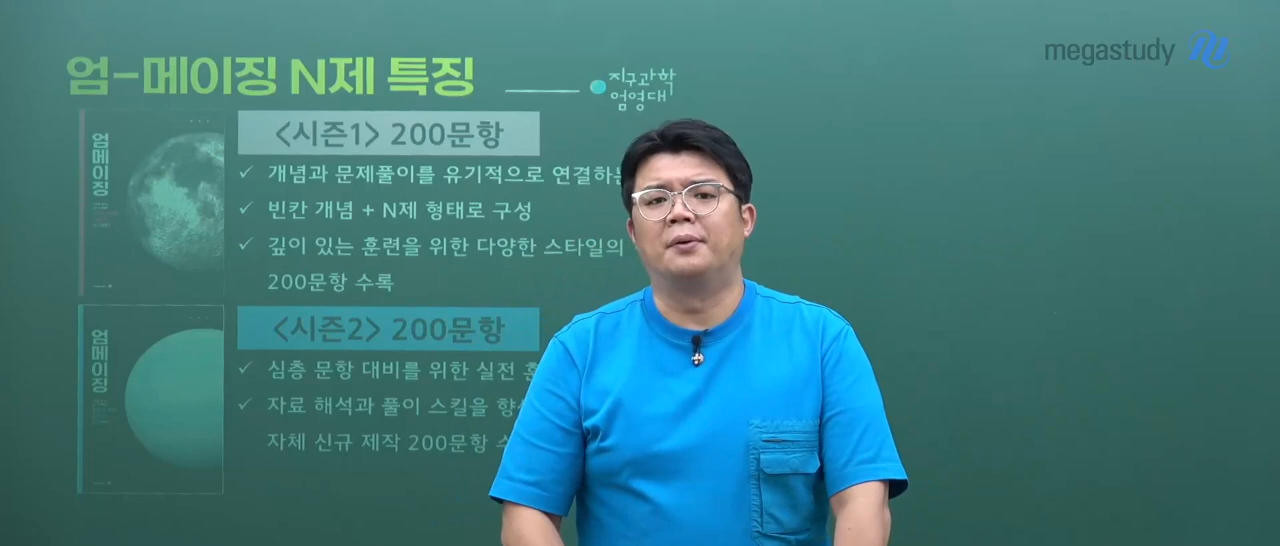 megastudy
엄-메이징 N제 특징
지구과학
엄영대
<시즌1> 200문항
엄메이징
✓ 개념과 문제풀이를 유기적으로
✓ 빈칸 개념 + N제 형태로 구성
✓ 깊이 있는 훈련을 위한 다양한 스타일의
200문항 수록
<시즌2> 200문항
엄메이징
✓ 심층 문항 대비를 위한 실전
✓ 자료 해석과 풀이 스킬을
자체 신규 제작 200문항